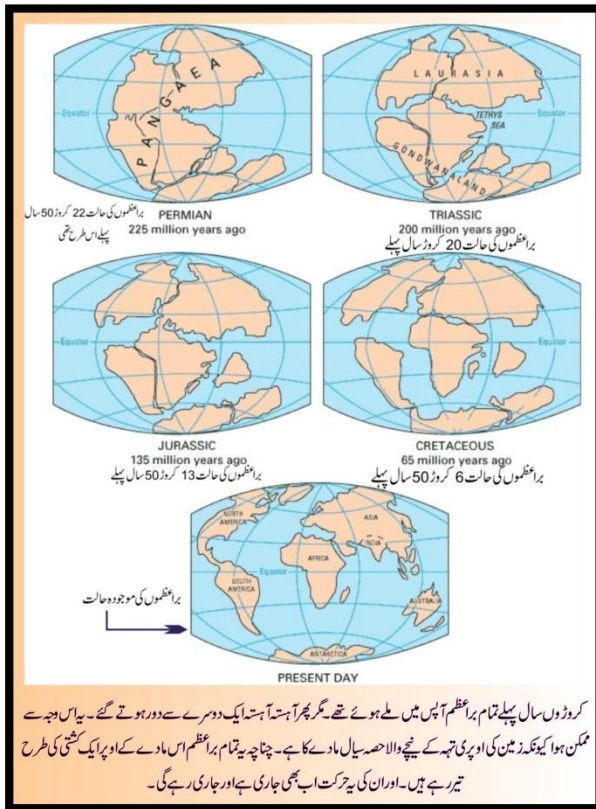 PANGAEA
Equator
PERMIAN
225 million years ago
براعظموں کی حالت 22 کروڑ 50 سال
پہلے اس طرح تھی
LAURASIA
Equator
TETHYS
SEA
GONDWANALAND
TRIASSIC
200 million years ago
براعظموں کی حالت 20 کروڑ سال پہلے
Equator
JURASSIC
135 million years ago
براعظموں کی حالت 13 کروڑ 50 سال پہلے
Equator
CRETACEOUS
65 million years ago
براعظموں کی حالت 6 کروڑ 50 سال پہلے
NORTH
AMERICA
ASIA
INDIA
AFRICA
Equator
SOUTH
AMERICA
AUSTRALIA
ANTARCTICA
براعظموں کی موجودہ حالت
PRESENT DAY
کروڑوں سال پہلے تمام براعظم آپس میں ملے ہوئے تھے۔ مگر پھر آہستہ آہستہ ایک دوسرے سے دور ہوتے گئے۔ یہ اس وجہ سے
ممکن ہوا کیونکہ زمین کی اوپری تہہ کے نیچے والا حصہ سیال مادے کا ہے۔ چناچہ یہ تمام براعظم اس مادے کے اوپر ایک کشتی کی طرح
تیر رہے ہیں۔ اور ان کی یہ حرکت اب بھی جاری ہے اور جاری رہے گی۔